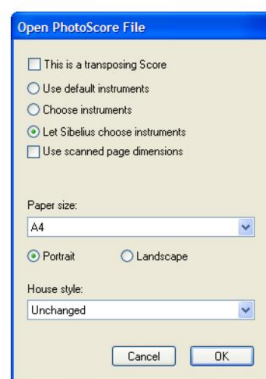 Open PhotoScore File
This is a transposing Score
Use default instruments
Choose instruments
Let Sibelius choose instruments
Use scanned page dimensions
Paper size:
A4
Portrait Landscape
House style:
Unchanged
Cancel OK